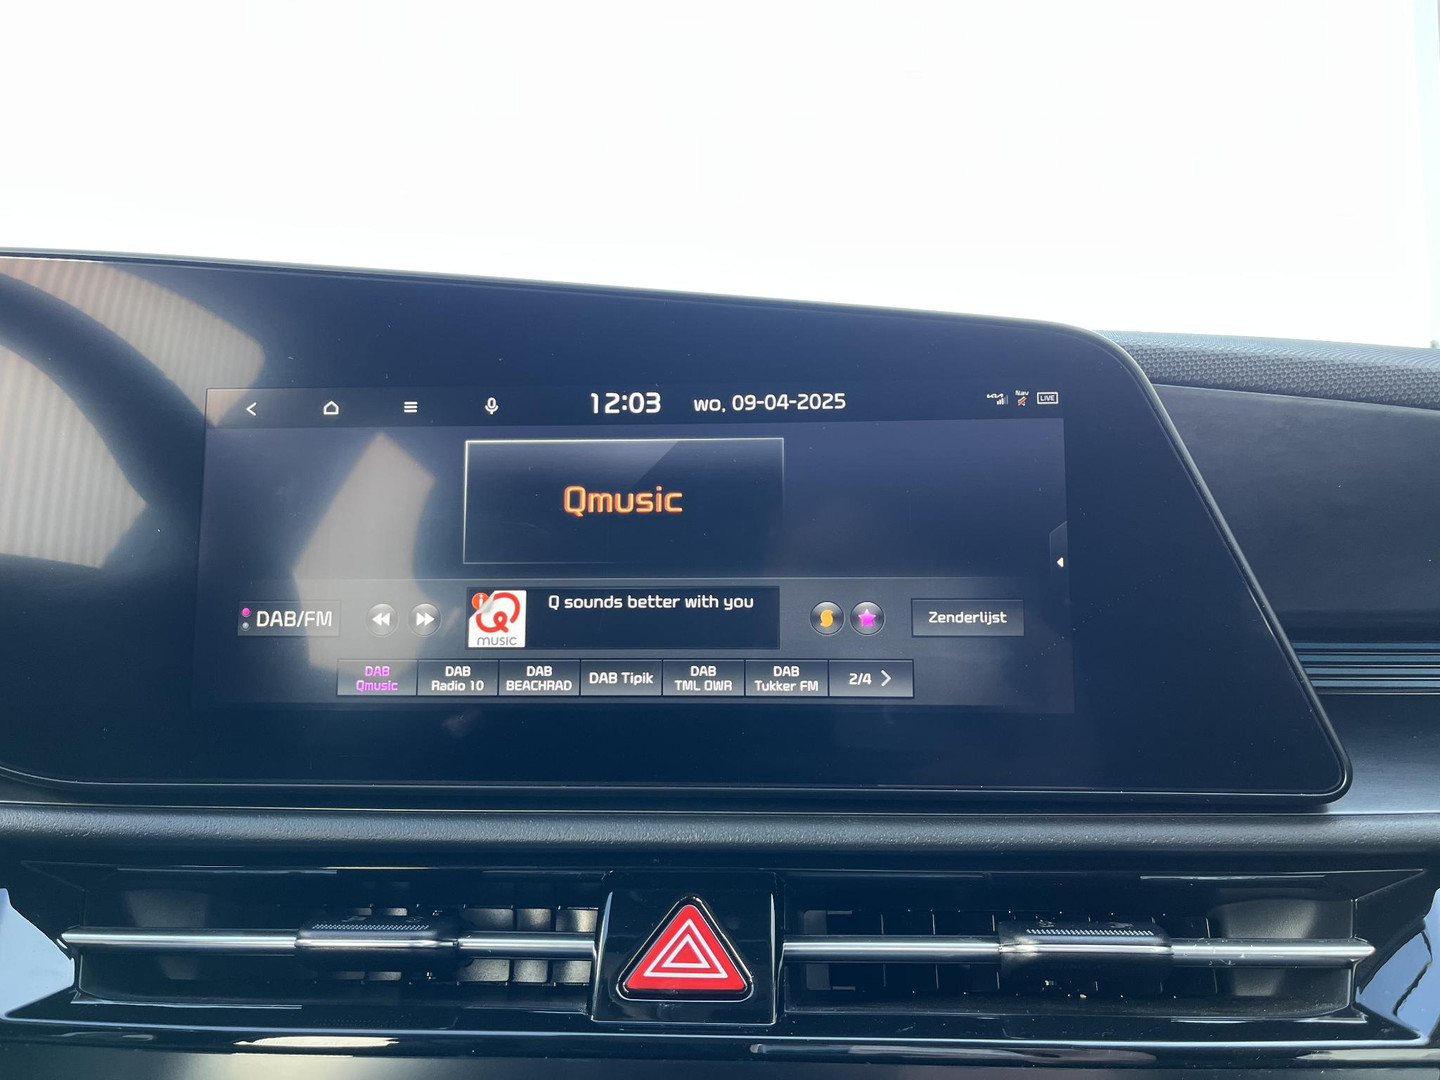 12:03 wo, 09-04-2025
Nav
LIVE
Qmusic
DAB/FM
i Q
music
Q sounds better with you
Zenderlijst
DAB
Qmusic
DAB
Radio 10
DAB
BEACHRAD
DAB Tipik
DAB
TML OWR
DAB
Tukker FM
2/4